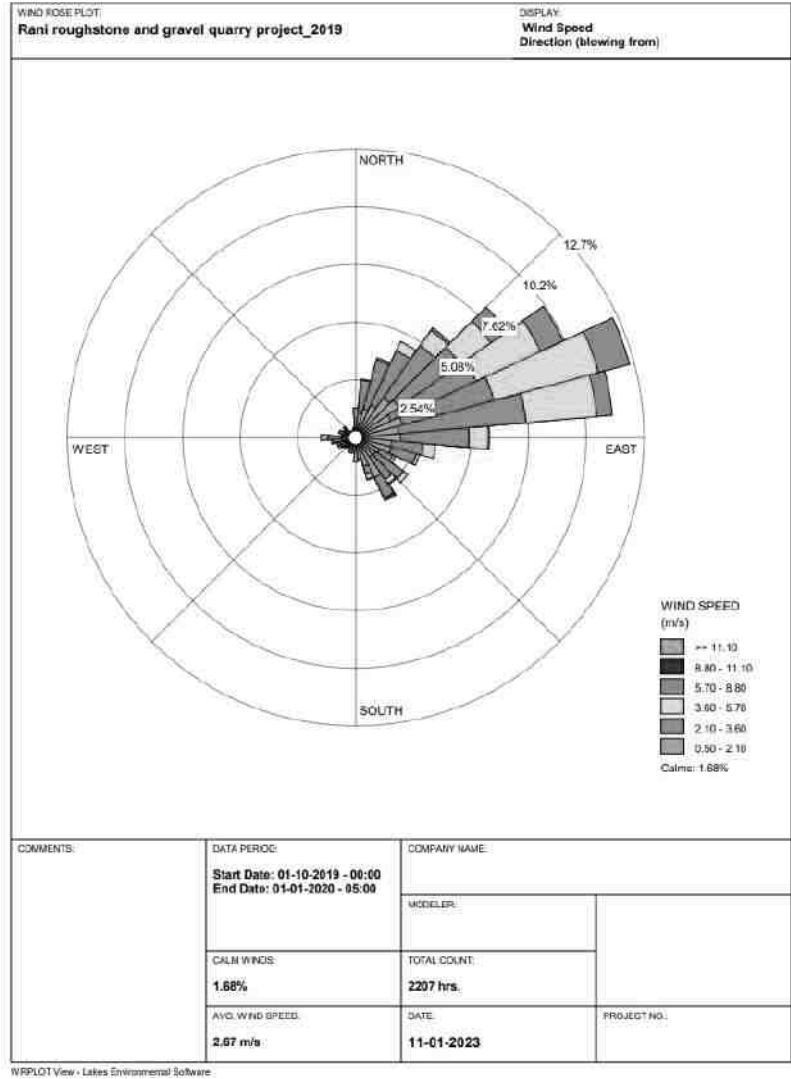 WIND ROSE PLOT:
Rani roughstone and gravel quarry project_2019
DISPLAY:
Wind Speed
Direction (blowing from)
NORTH
12.7%
10.2%
7.62%
5.08%
2.54%
WEST
EAST
SOUTH
WIND SPEED
(m/s)
>= 11.10
8.80 - 11.10
5.70 - 8.80
3.60 - 5.70
2.10 - 3.60
0.50 - 2.10
Calms: 1.68%
COMMENTS:
DATA PERIOD:
Start Date: 01-10-2019 - 00:00
End Date: 01-01-2020 - 05:00
COMPANY NAME:
MODELER:
CALM WINDS:
1.68%
TOTAL COUNT:
2207 hrs.
AVG. WIND SPEED:
2.67 m/s
DATE:
11-01-2023
PROJECT NO.:
WRPLOT View - Lakes Environmental Software